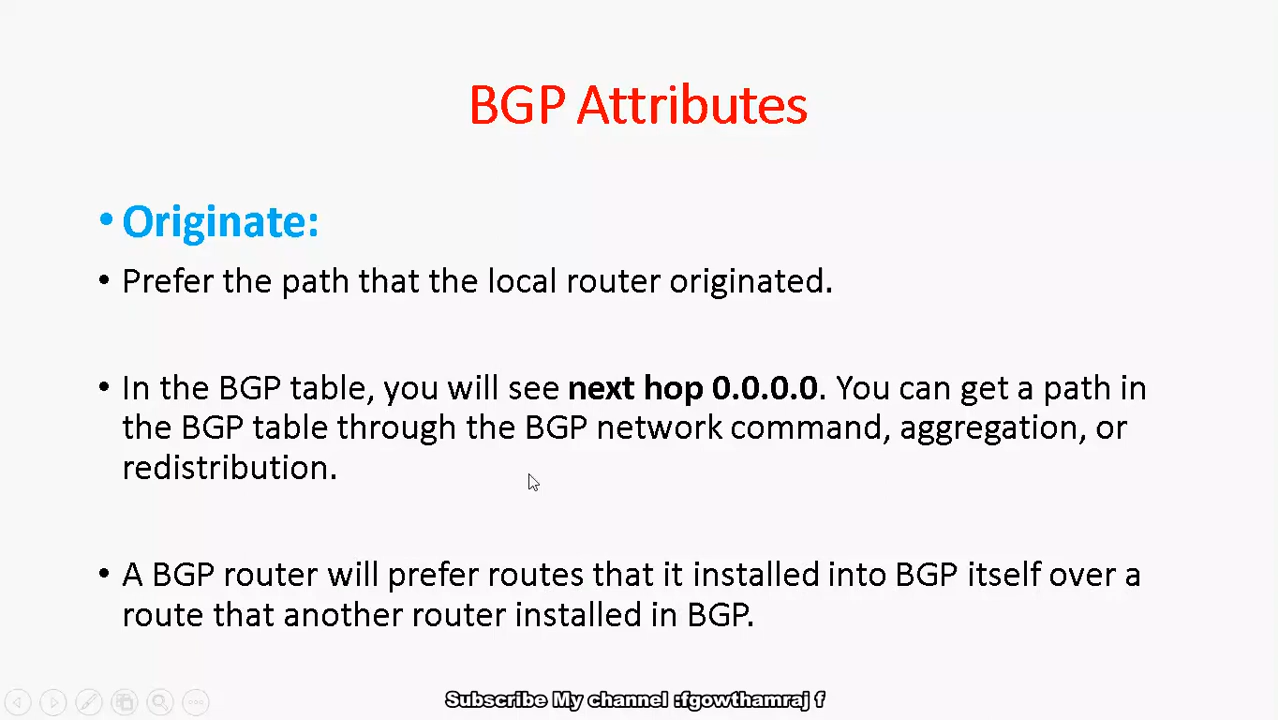 BGP Attributes
• Originate:
• Prefer the path that the local router originated.
• In the BGP table, you will see next hop 0.0.0.0. You can get a path in
the BGP table through the BGP network command, aggregation, or
redistribution.
• A BGP router will prefer routes that it installed into BGP itself over a
route that another router installed in BGP.
Subscribe My channel :fgowthamraj f